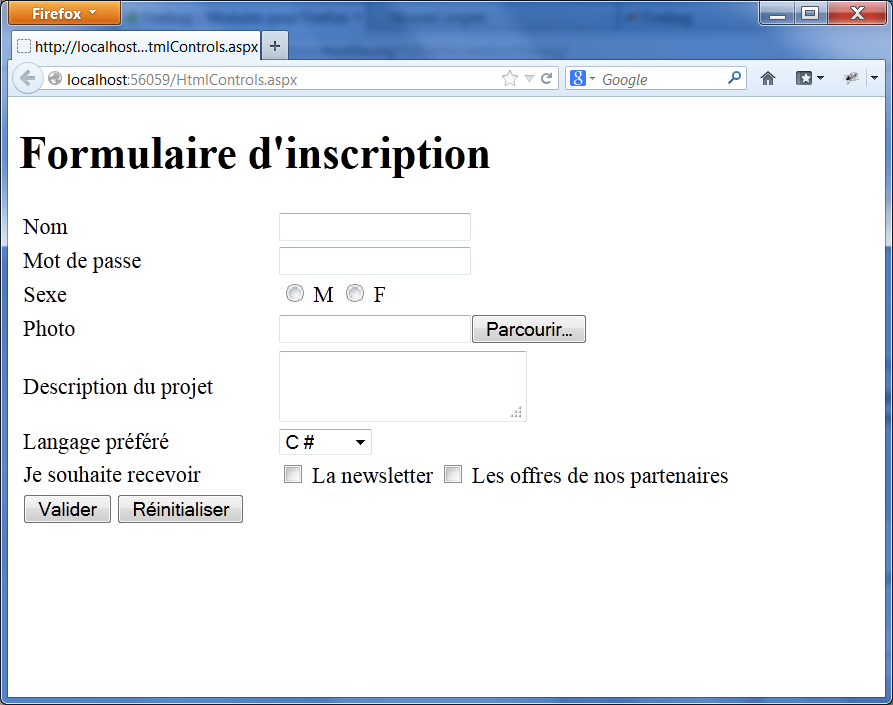 Firefox
http://localhost...tmlControls.aspx
localhost:56059/HtmlControls.aspx
Google
Formulaire d'inscription
Nom
Mot de passe
Sexe M F
Photo Parcourir...
Description du projet
Langage préféré C #
Je souhaite recevoir La newsletter Les offres de nos partenaires
Valider Réinitialiser